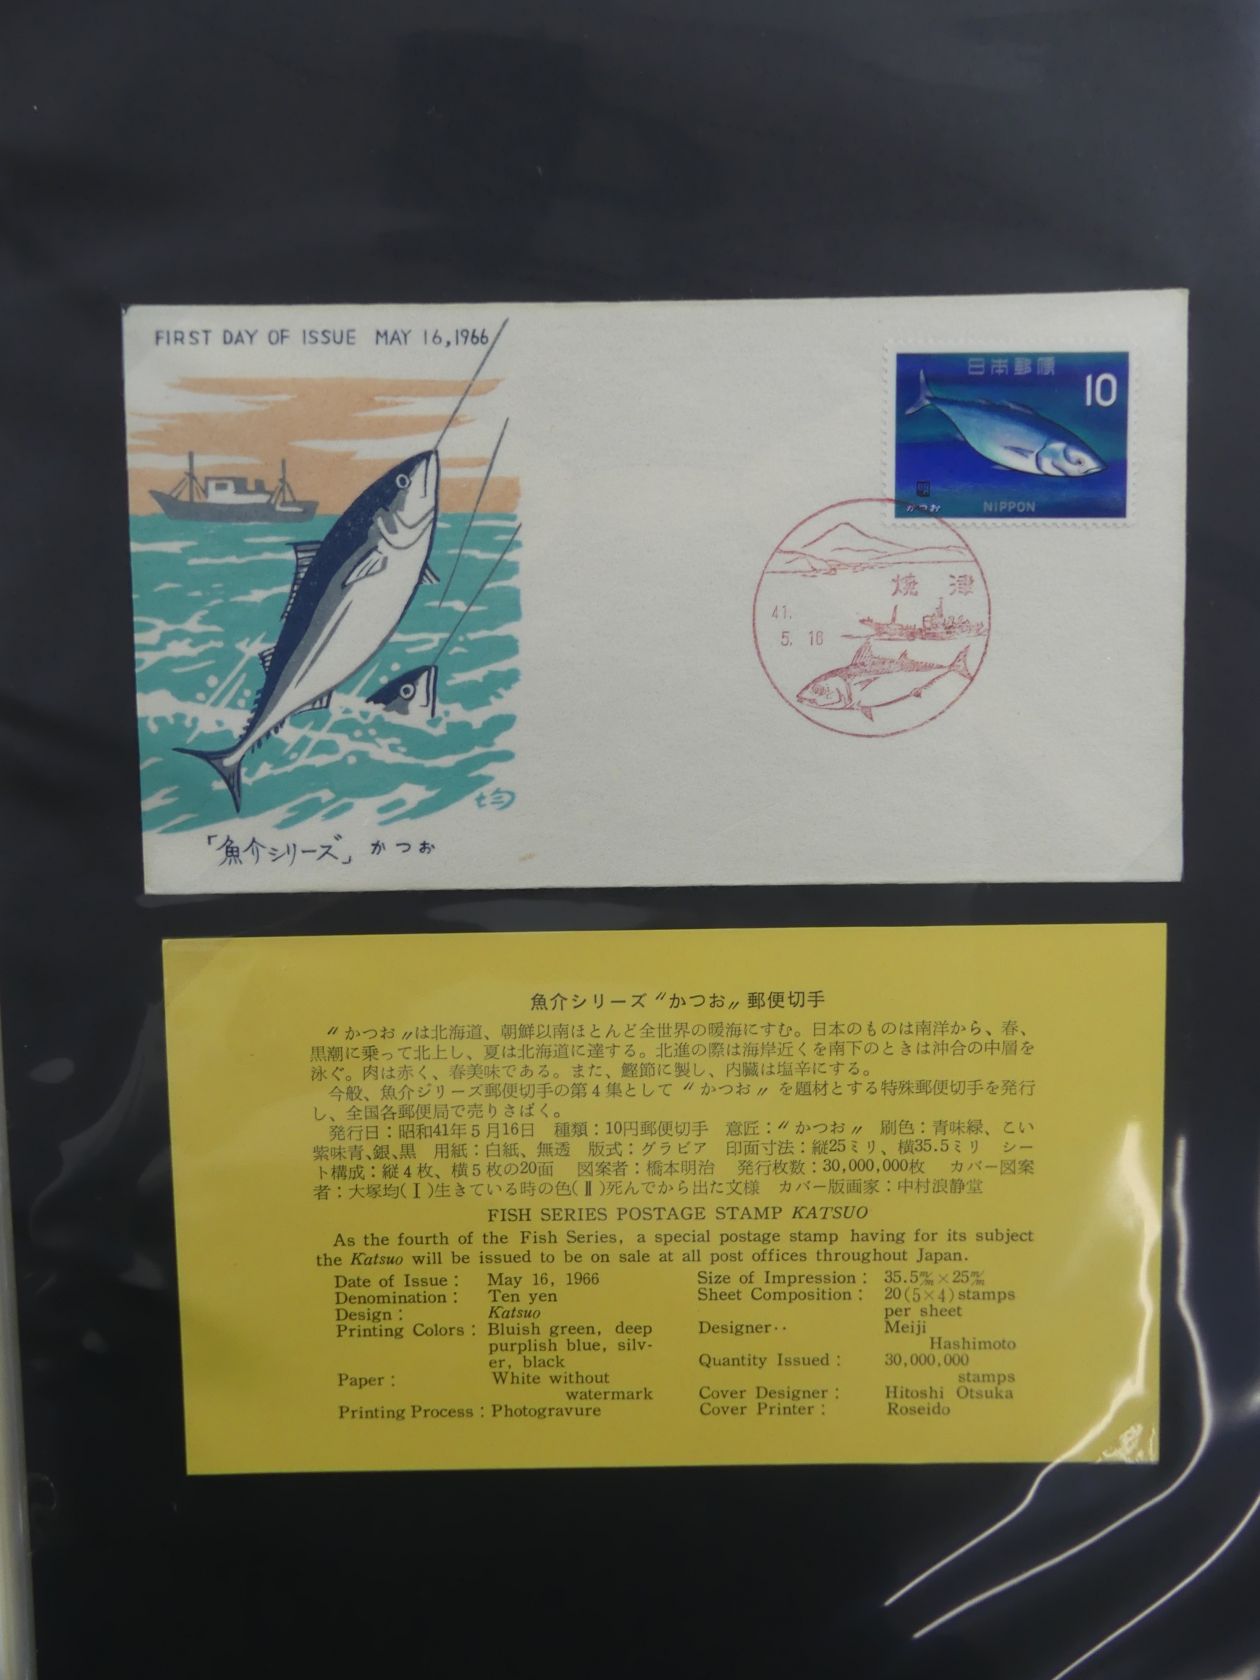 FIRST DAY OF ISSUE MAY 16, 1966
日本郵便
10
かつお
NIPPON
焼津
41.
5. 16
均
「魚介シリーズ」かつお
魚介シリーズ〝かつお〟郵便切手
〝かつお〟は北海道、朝鮮以南ほとんど全世界の暖海にすむ。日本のものは南洋から、春、
黒潮に乗って北上し、夏は北海道に達する。北進の際は海岸近くを南下のときは沖合の中層を
泳ぐ。肉は赤く、春美味である。また、鰹節に製し、内臓は塩辛にする。
今般、魚介ジリーズ郵便切手の第4集として〝かつお〟を題材とする特殊郵便切手を発行
し、全国各郵便局で売りさばく。
発行日：昭和41年5月16日 種類：10円郵便切手 意匠：〝かつお〟 刷色：青味緑、こい
紫味青、銀、黒 用紙：白紙、無透 版式：グラビア 印面寸法：縦25ミリ、横35.5ミリ シー
ト構成：縦4枚、横5枚の20面 図案者：橋本明治 発行枚数：30,000,000枚 カバー図案
者：大塚均(Ⅰ)生きている時の色(Ⅱ)死んでから出た文様 カバー版画家：中村浪静堂
FISH SERIES POSTAGE STAMP KATSUO
As the fourth of the Fish Series, a special postage stamp having for its subject
the Katsuo will be issued to be on sale at all post offices throughout Japan.
Date of Issue: May 16, 1966
Denomination: Ten yen
Design: Katsuo
Printing Colors: Bluish green, deep
purplish blue, silv-
er, black
Paper: White without
watermark
Printing Process: Photogravure
Size of Impression: 35.5m/m×25m/m
Sheet Composition: 20(5×4)stamps
per sheet
Designer·· Meiji
Hashimoto
Quantity Issued: 30,000,000
stamps
Cover Designer: Hitoshi Otsuka
Cover Printer: Roseido